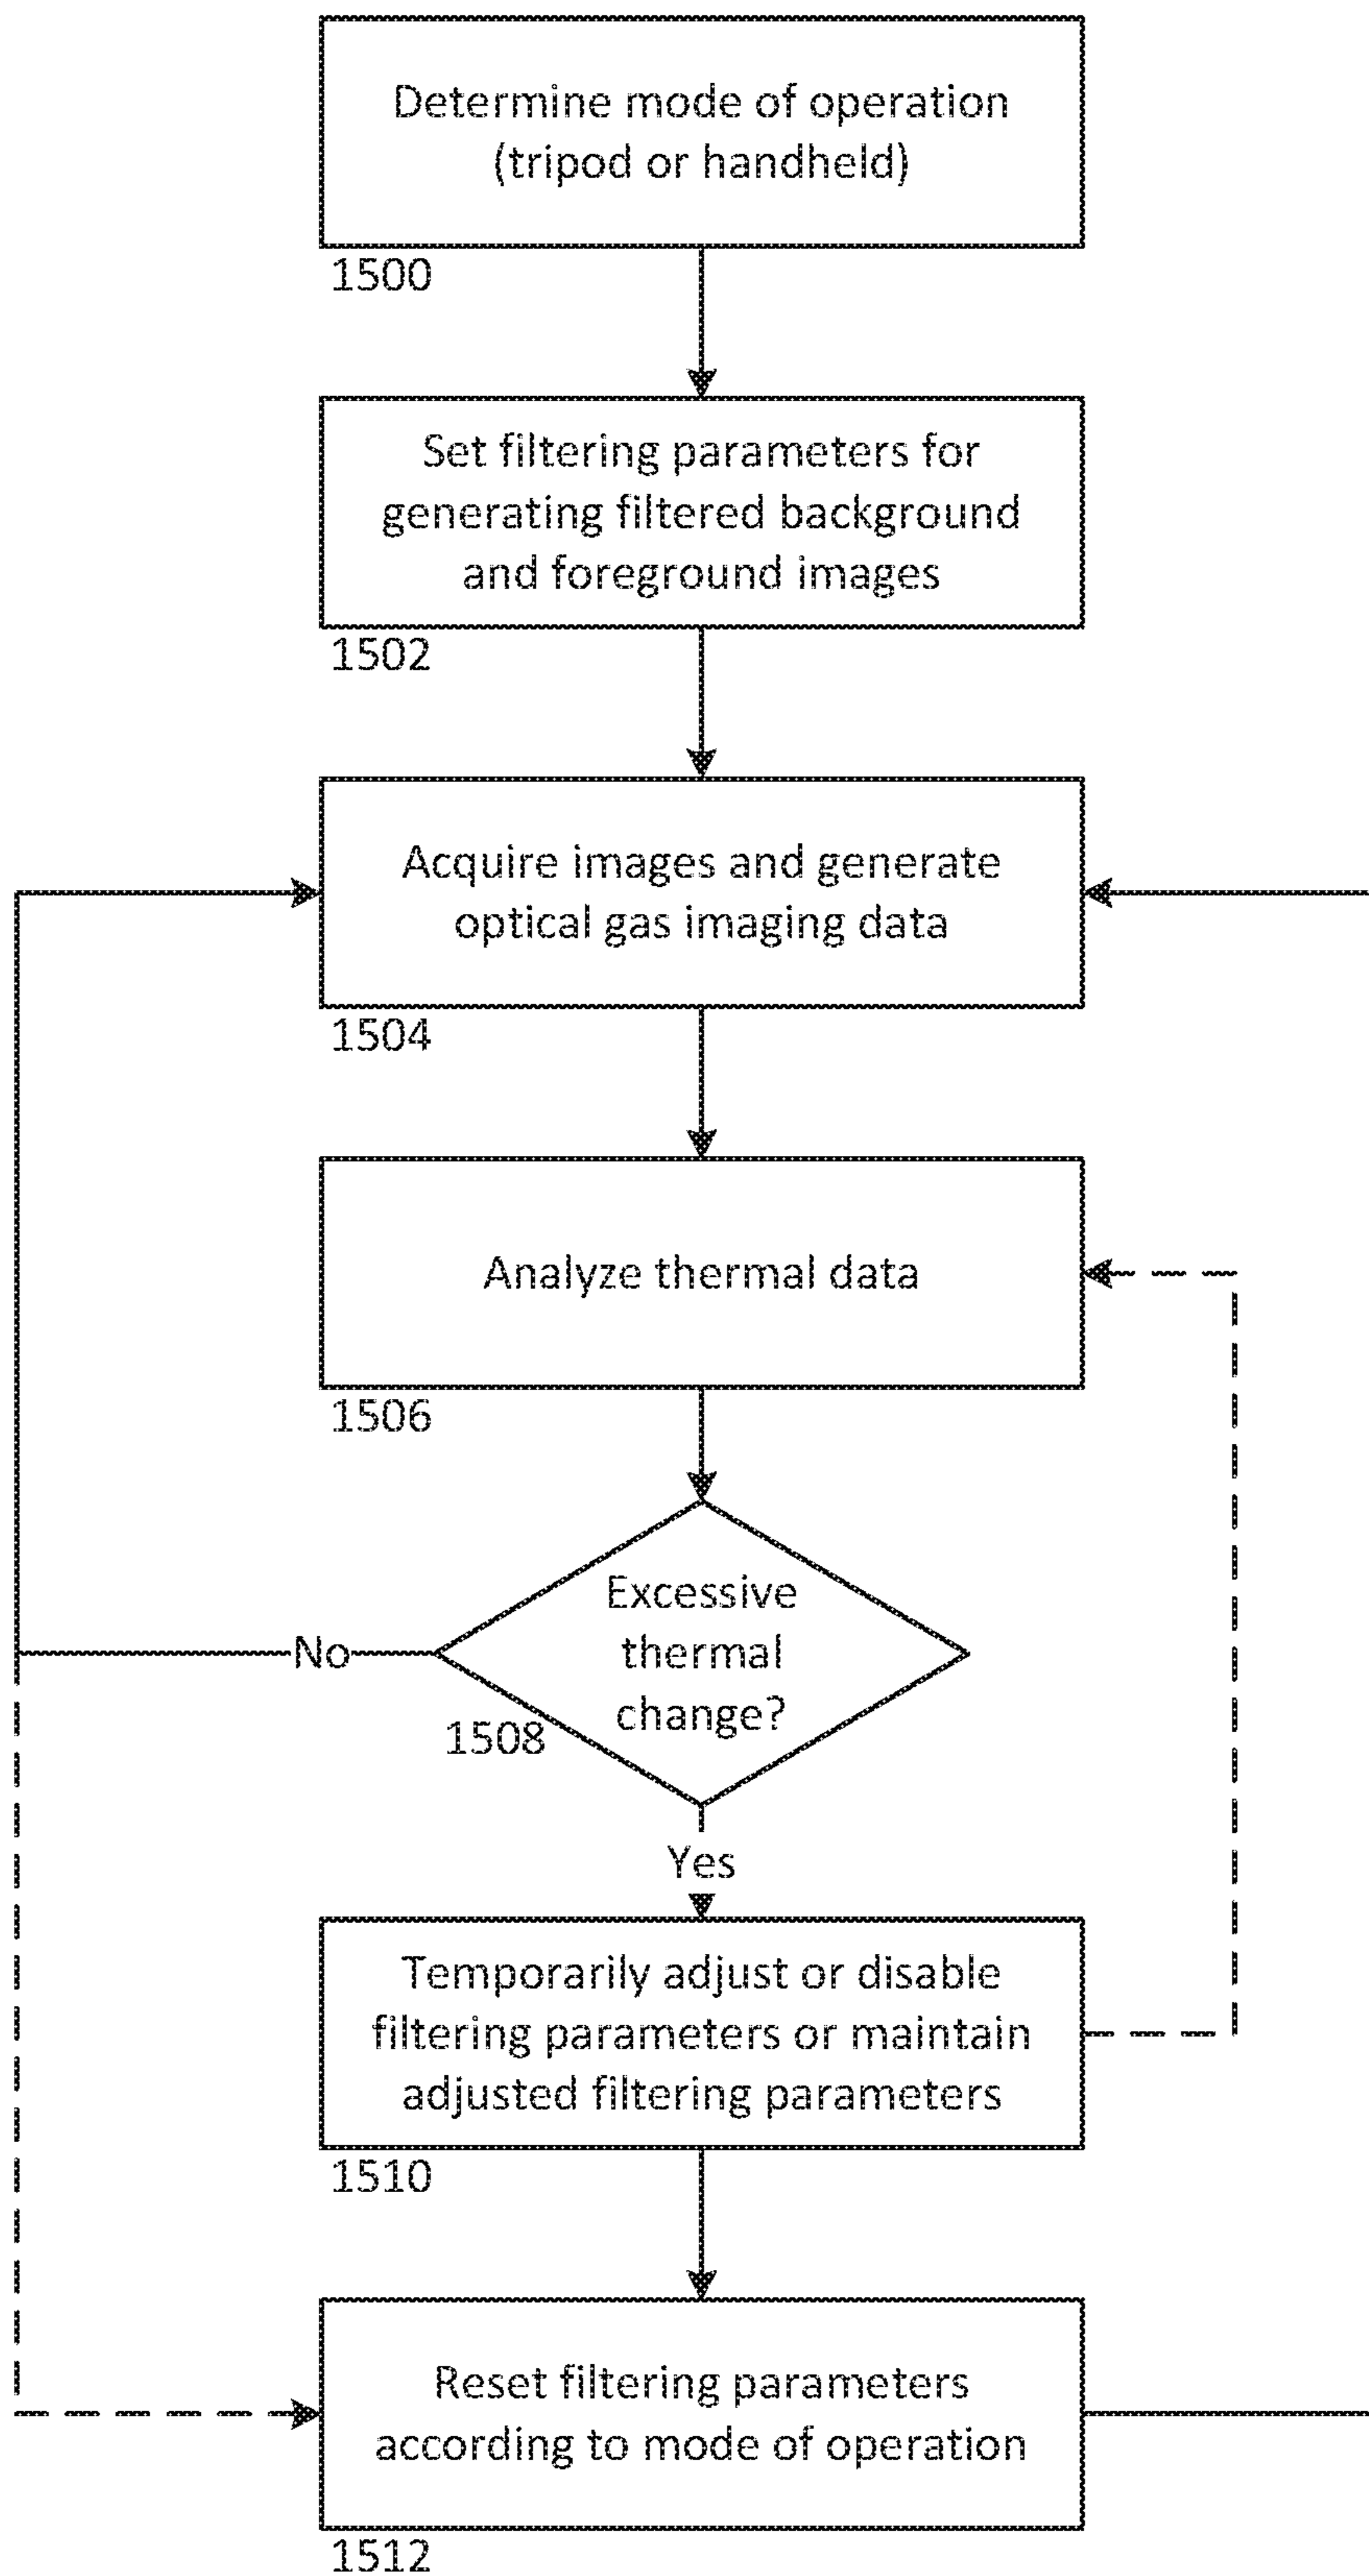 Determine mode of operation
(tripod or handheld)
1500
Set filtering parameters for
generating filtered background
and foreground images
1502
Acquire images and generate
optical gas imaging data
1504
Analyze thermal data
1506
Excessive
thermal
change?
No
1508
Yes
Temporarily adjust or disable
filtering parameters or maintain
adjusted filtering parameters
1510
Reset filtering parameters
according to mode of operation
1512